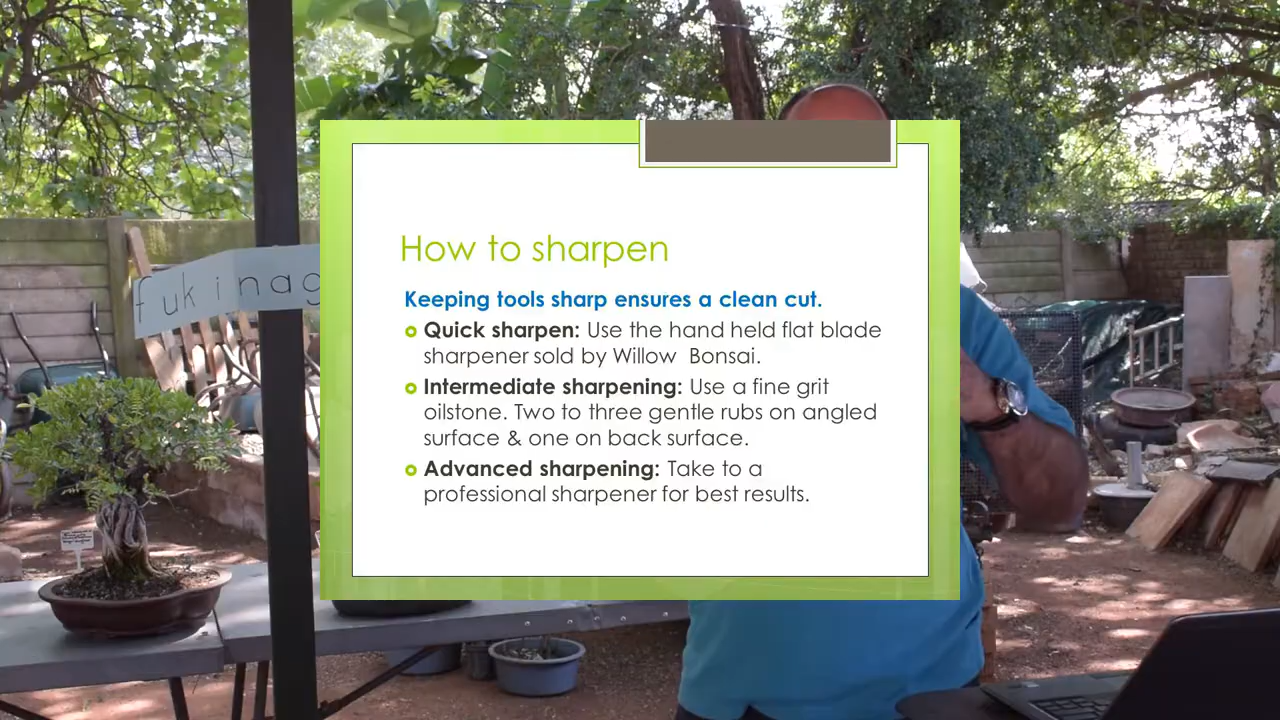 fukinag
How to sharpen
Keeping tools sharp ensures a clean cut.
Quick sharpen: Use the hand held flat blade
sharpener sold by Willow Bonsai.
Intermediate sharpening: Use a fine grit
oilstone. Two to three gentle rubs on angled
surface & one on back surface.
Advanced sharpening: Take to a
professional sharpener for best results.